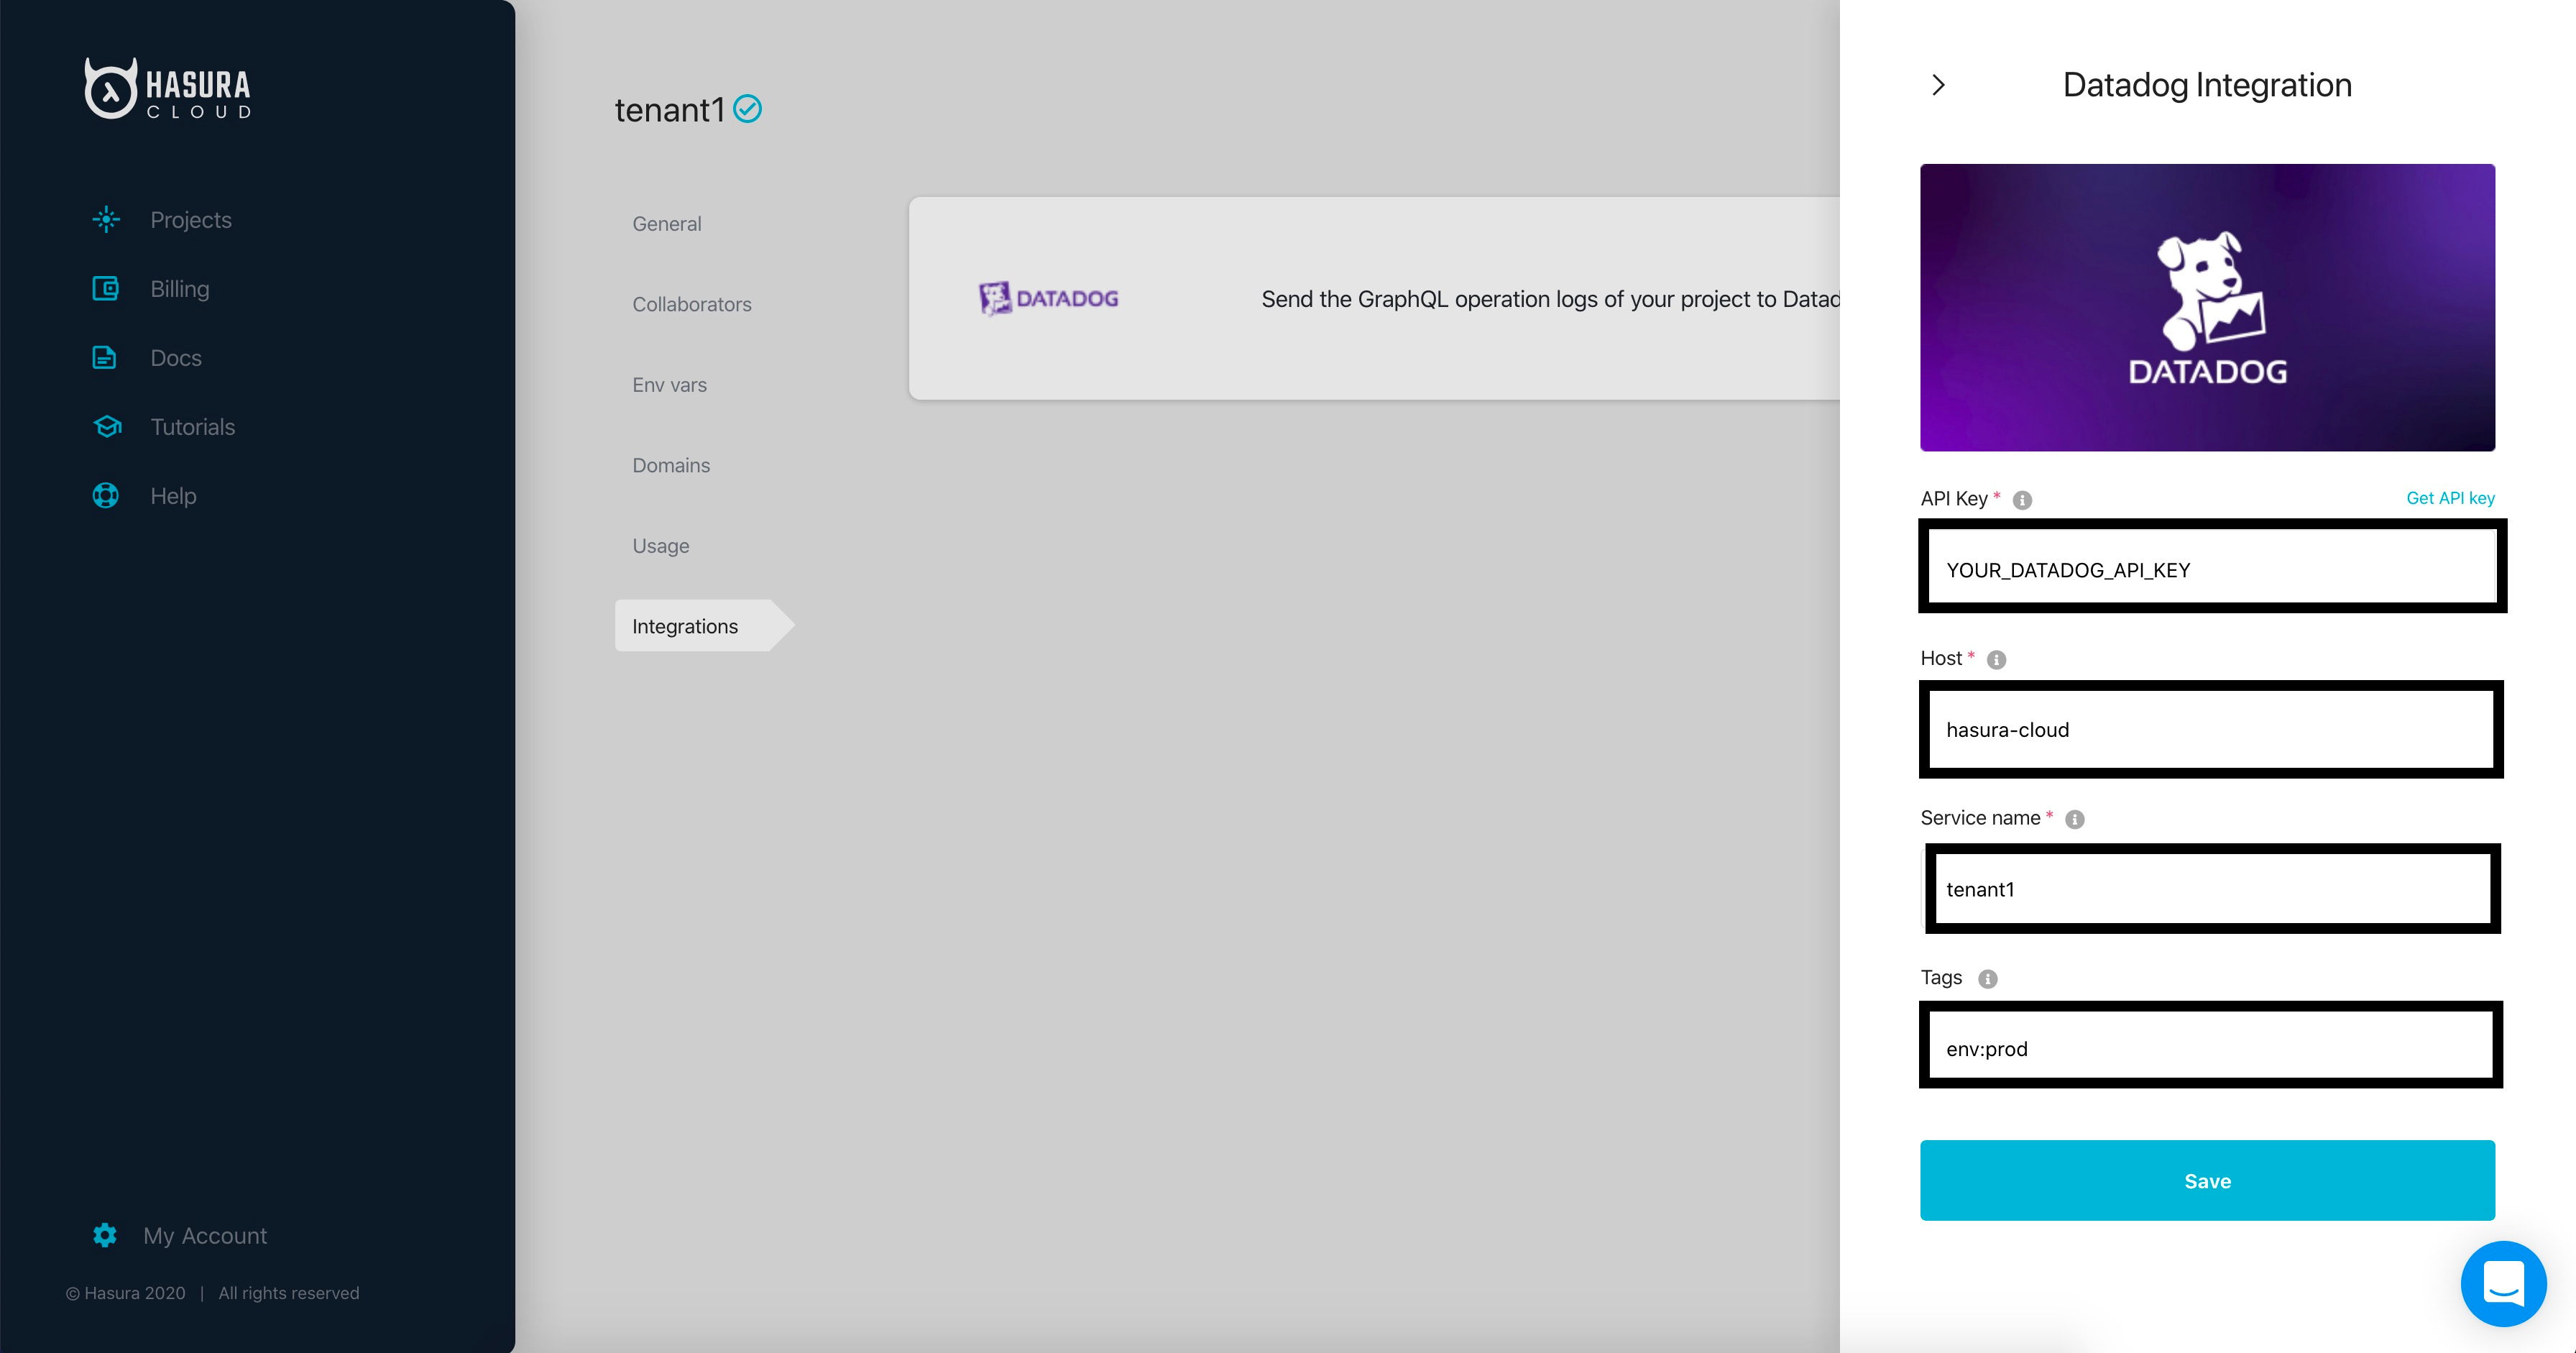 HASURA
CLOUD
Projects
Billing
Docs
Tutorials
Help
My Account
© Hasura 2020 | All rights reserved
tenant1
General
Collaborators
Env vars
Domains
Usage
Integrations
DATADOG
Send the GraphQL operation logs of your project to Datad
Datadog Integration
DATADOG
API Key *
Get API key
YOUR_DATADOG_API_KEY
Host *
hasura-cloud
Service name *
tenant1
Tags
env:prod
Save